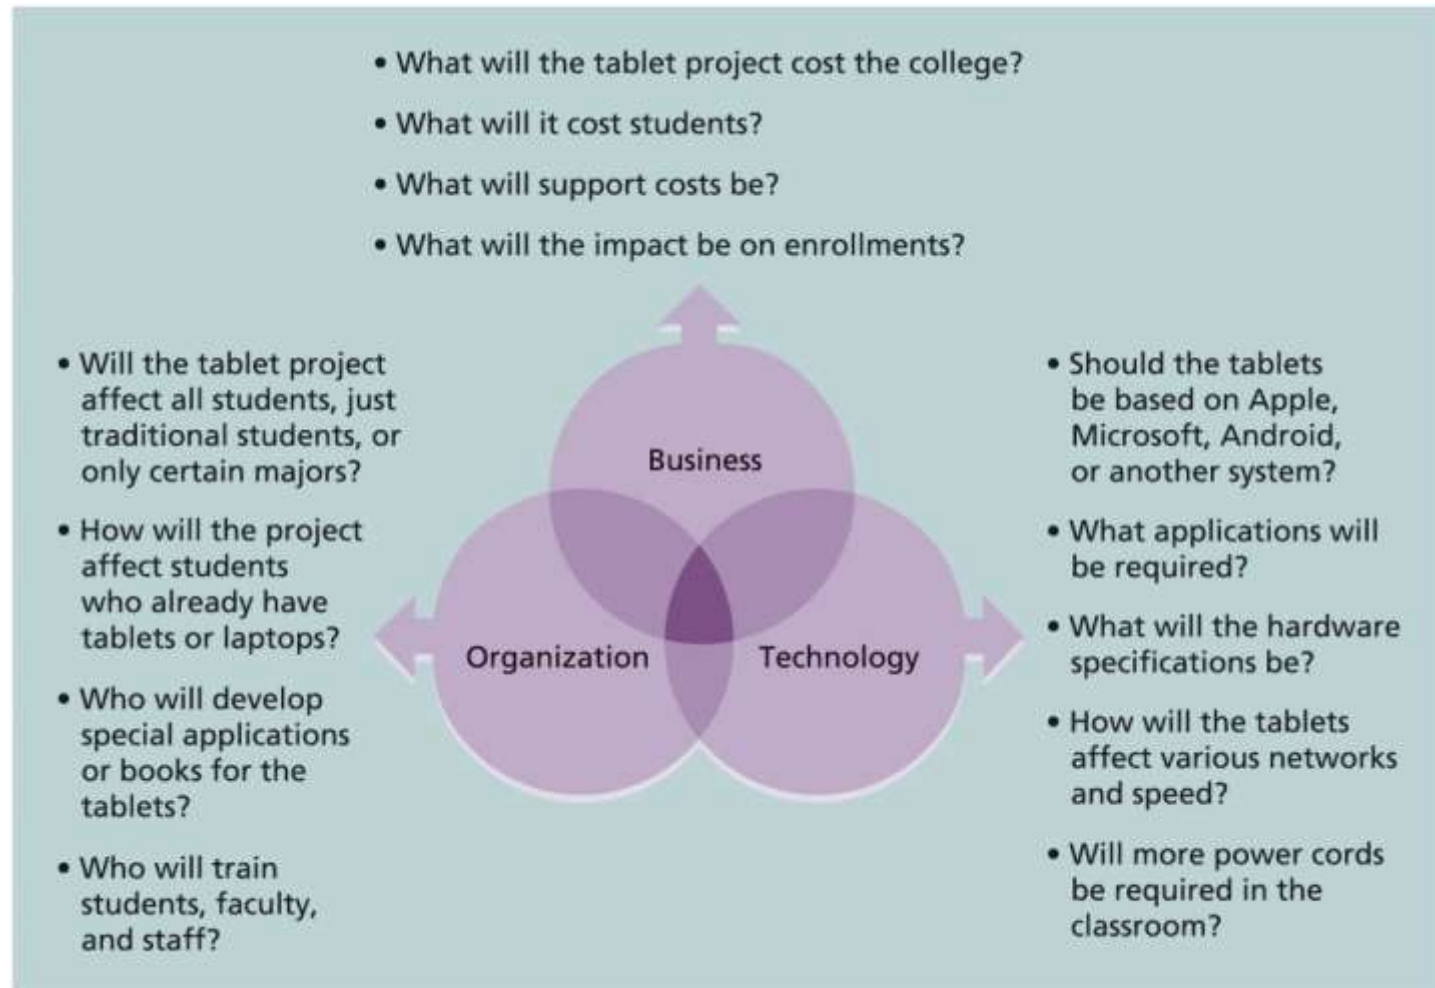 • What will the tablet project cost the college?
• What will it cost students?
• What will support costs be?
• What will the impact be on enrollments?
• Will the tablet project
affect all students, just
traditional students, or
only certain majors?
• How will the project
affect students
who already have
tablets or laptops?
• Who will develop
special applications
or books for the
tablets?
• Who will train
students, faculty,
and staff?
Business
Organization
Technology
• Should the tablets
be based on Apple,
Microsoft, Android,
or another system?
• What applications will
be required?
• What will the hardware
specifications be?
• How will the tablets
affect various networks
and speed?
• Will more power cords
be required in the
classroom?